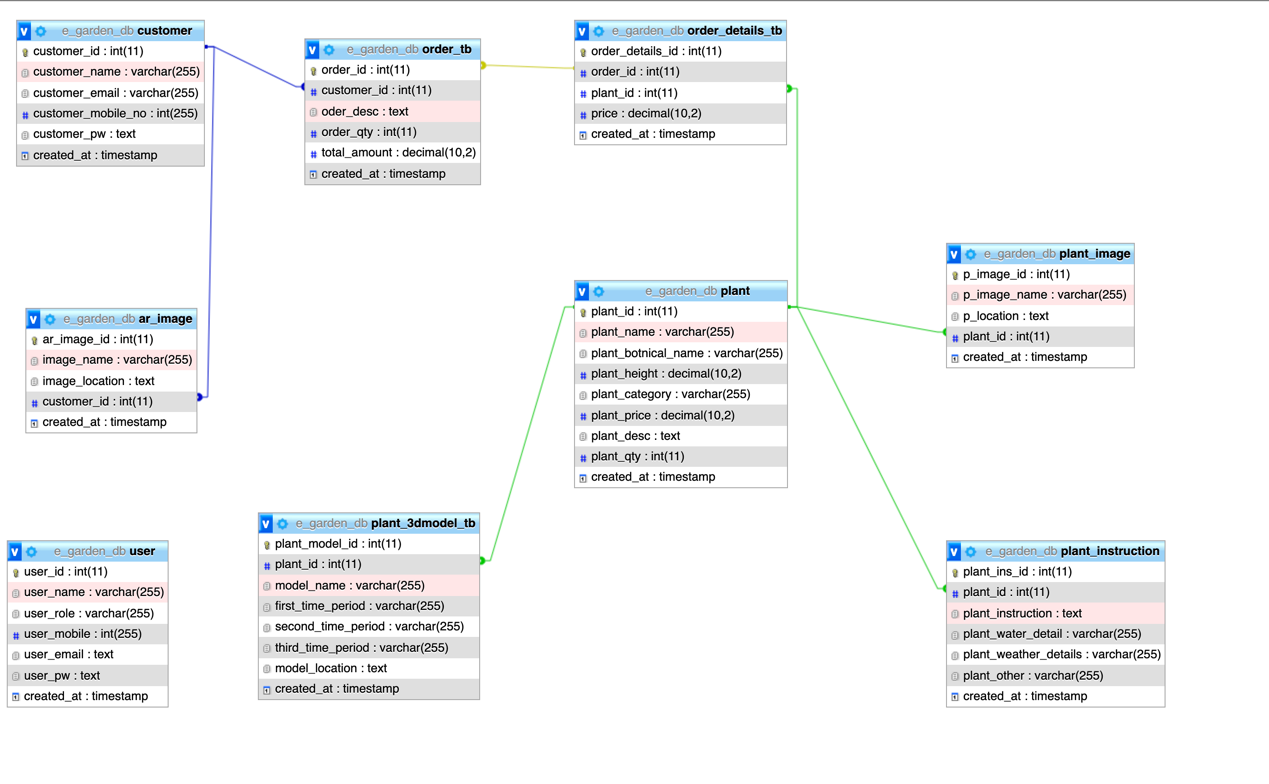 v e_garden_db customer
customer_id : int(11)
customer_name : varchar(255)
customer_email : varchar(255)
# customer_mobile_no : int(255)
customer_pw : text
created_at : timestamp
v e_garden_db order_tb
order_id : int(11)
# customer_id : int(11)
oder_desc : text
# order_qty : int(11)
# total_amount : decimal(10,2)
created_at : timestamp
v e_garden_db order_details_tb
order_details_id : int(11)
# order_id : int(11)
# plant_id : int(11)
# price : decimal(10,2)
created_at : timestamp
v e_garden_db plant_image
p_image_id : int(11)
p_image_name : varchar(255)
p_location : text
# plant_id : int(11)
created_at : timestamp
v e_garden_db plant
plant_id : int(11)
plant_name : varchar(255)
plant_botnical_name : varchar(255)
# plant_height : decimal(10,2)
plant_category : varchar(255)
# plant_price : decimal(10,2)
plant_desc : text
# plant_qty : int(11)
created_at : timestamp
v e_garden_db ar_image
ar_image_id : int(11)
image_name : varchar(255)
image_location : text
# customer_id : int(11)
created_at : timestamp
v e_garden_db user
user_id : int(11)
user_name : varchar(255)
user_role : varchar(255)
# user_mobile : int(255)
user_email : text
user_pw : text
created_at : timestamp
v e_garden_db plant_3dmodel_tb
plant_model_id : int(11)
# plant_id : int(11)
model_name : varchar(255)
first_time_period : varchar(255)
second_time_period : varchar(255)
third_time_period : varchar(255)
model_location : text
created_at : timestamp
v e_garden_db plant_instruction
plant_ins_id : int(11)
# plant_id : int(11)
plant_instruction : text
plant_water_detail : varchar(255)
plant_weather_details : varchar(255)
plant_other : varchar(255)
created_at : timestamp